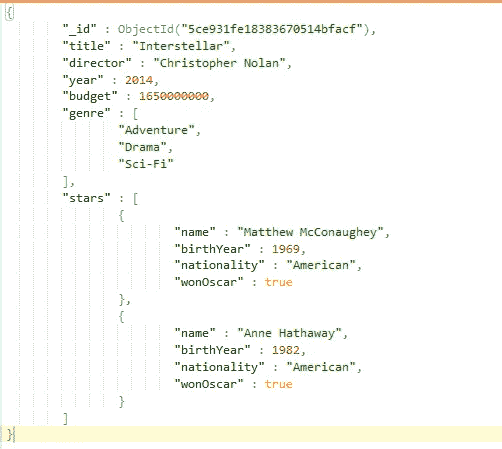 {
"_id" : ObjectId("5ce931fe18383670514bfacf"),
"title" : "Interstellar",
"director" : "Christopher Nolan",
"year" : 2014,
"budget" : 1650000000,
"genre" : [
"Adventure",
"Drama",
"Sci-Fi"
],
"stars" : [
{
"name" : "Matthew McConaughey",
"birthYear" : 1969,
"nationality" : "American",
"wonOscar" : true
},
{
"name" : "Anne Hathaway",
"birthYear" : 1982,
"nationality" : "American",
"wonOscar" : true
}
]
}